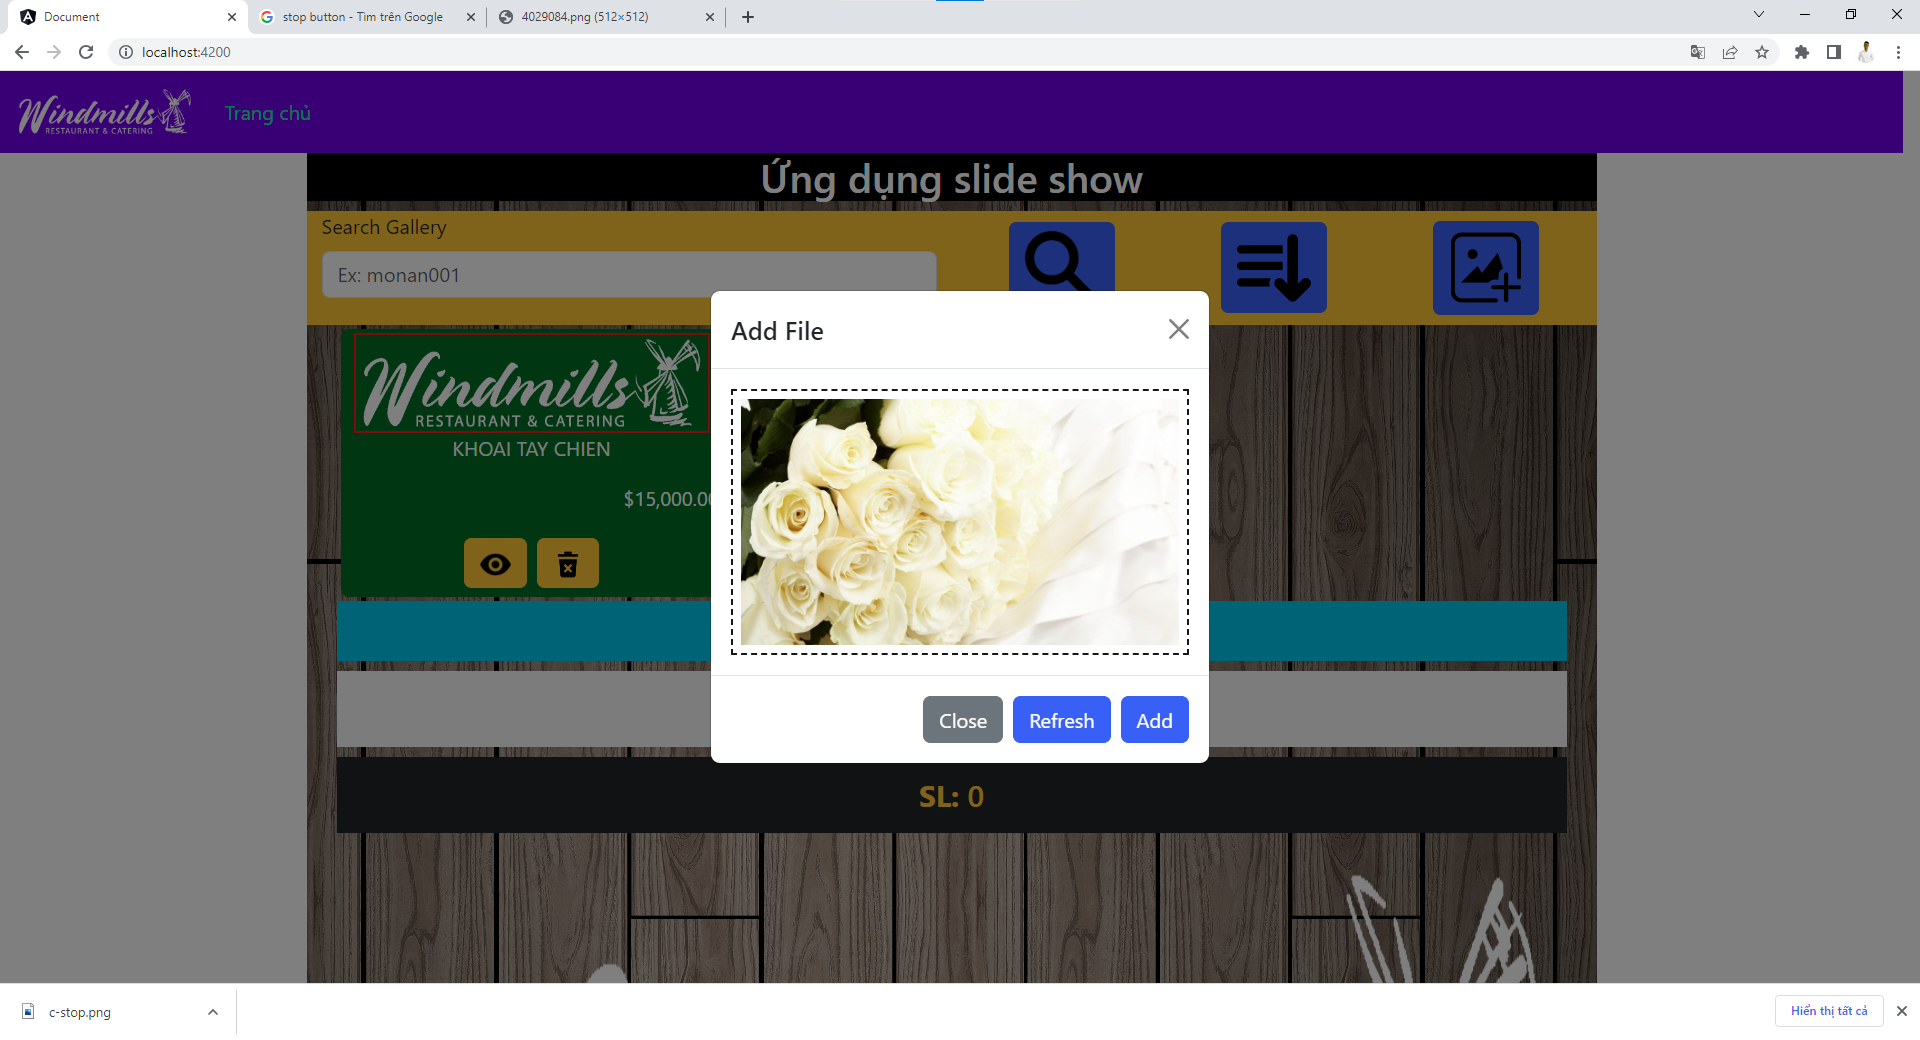 Document
stop button - Tìm trên Google
4029084.png (512×512)
localhost:4200
Windmills
RESTAURANT & CATERING
Trang chủ
Ứng dụng slide show
Search Gallery
Ex: monan001
Windmills
RESTAURANT & CATERING
KHOAI TAY CHIEN
$15,000.00
Add File
Close
Refresh
Add
SL: 0
c-stop.png
Hiển thị tất cả